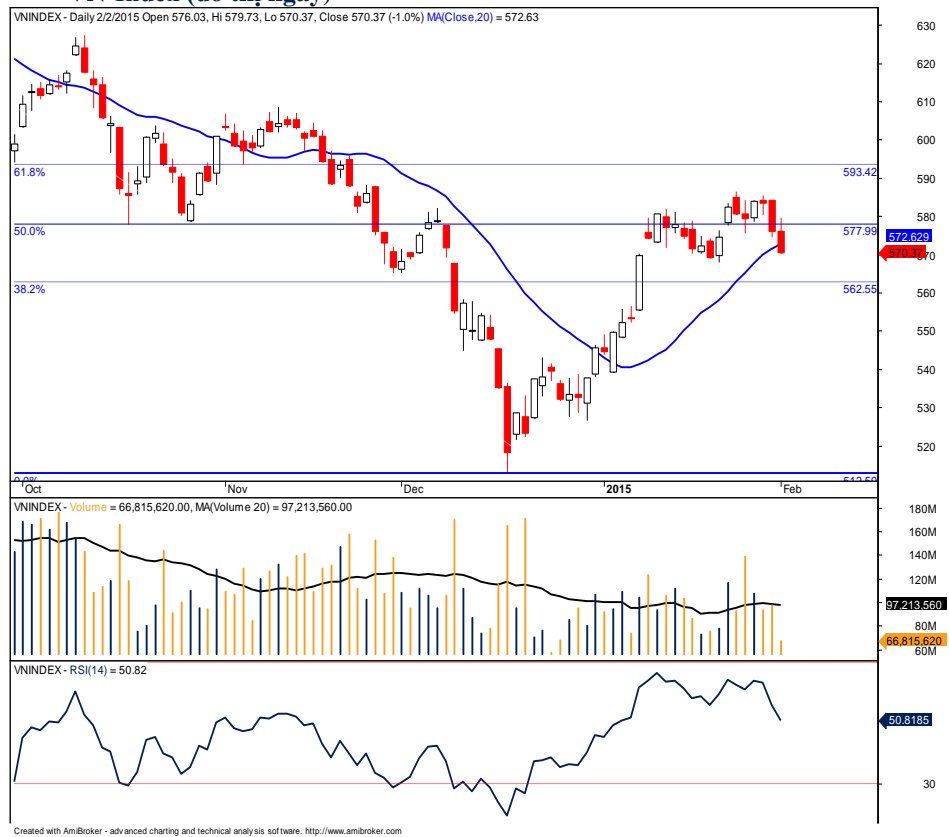 VN-Index (đồ thị ngày)
VNINDEX - Daily 2/2/2015 Open 576.03, Hi 579.73, Lo 570.37, Close 570.37 (-1.0%) MA(Close,20) = 572.63
630
620
610
600
61.8% 593.42
590
580
50.0% 577.99
572.629
570.37
570
560
38.2% 562.55
550
540
530
520
0.0%
Oct Nov Dec 2015 Feb
VNINDEX - Volume = 66,815,620.00, MA(Volume 20) = 97,213,560.00
180M
160M
140M
120M
97,213,560
80M
66,815,620
60M
VNINDEX - RSI(14) = 50.82
50.8185
30
Created with AmiBroker - advanced charting and technical analysis software. http://www.amibroker.com